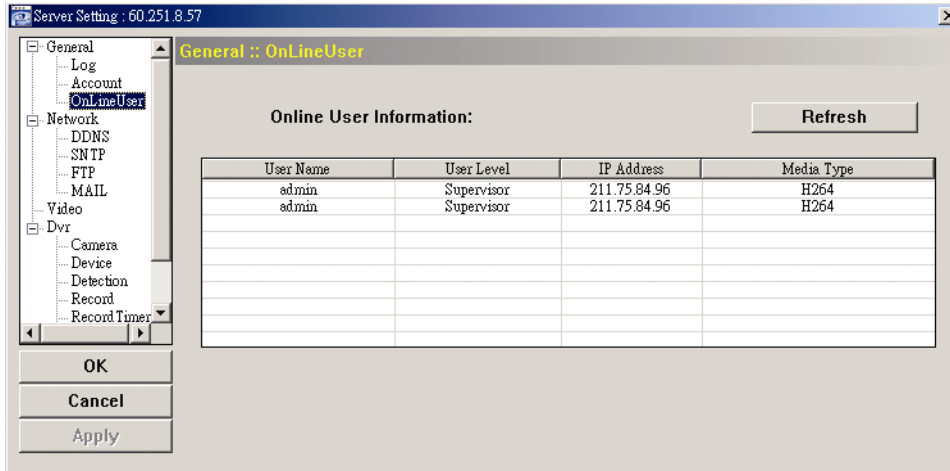 Server Setting : 60.251.8.57
General
Log
Account
OnLineUser
Network
DDNS
SNTP
FTP
MAIL
Video
Dvr
Camera
Device
Detection
Record
Record Timer
OK
Cancel
Apply
General :: OnLineUser
Online User Information:
Refresh
User Name User Level IP Address Media Type
admin Supervisor 211.75.84.96 H264
admin Supervisor 211.75.84.96 H264